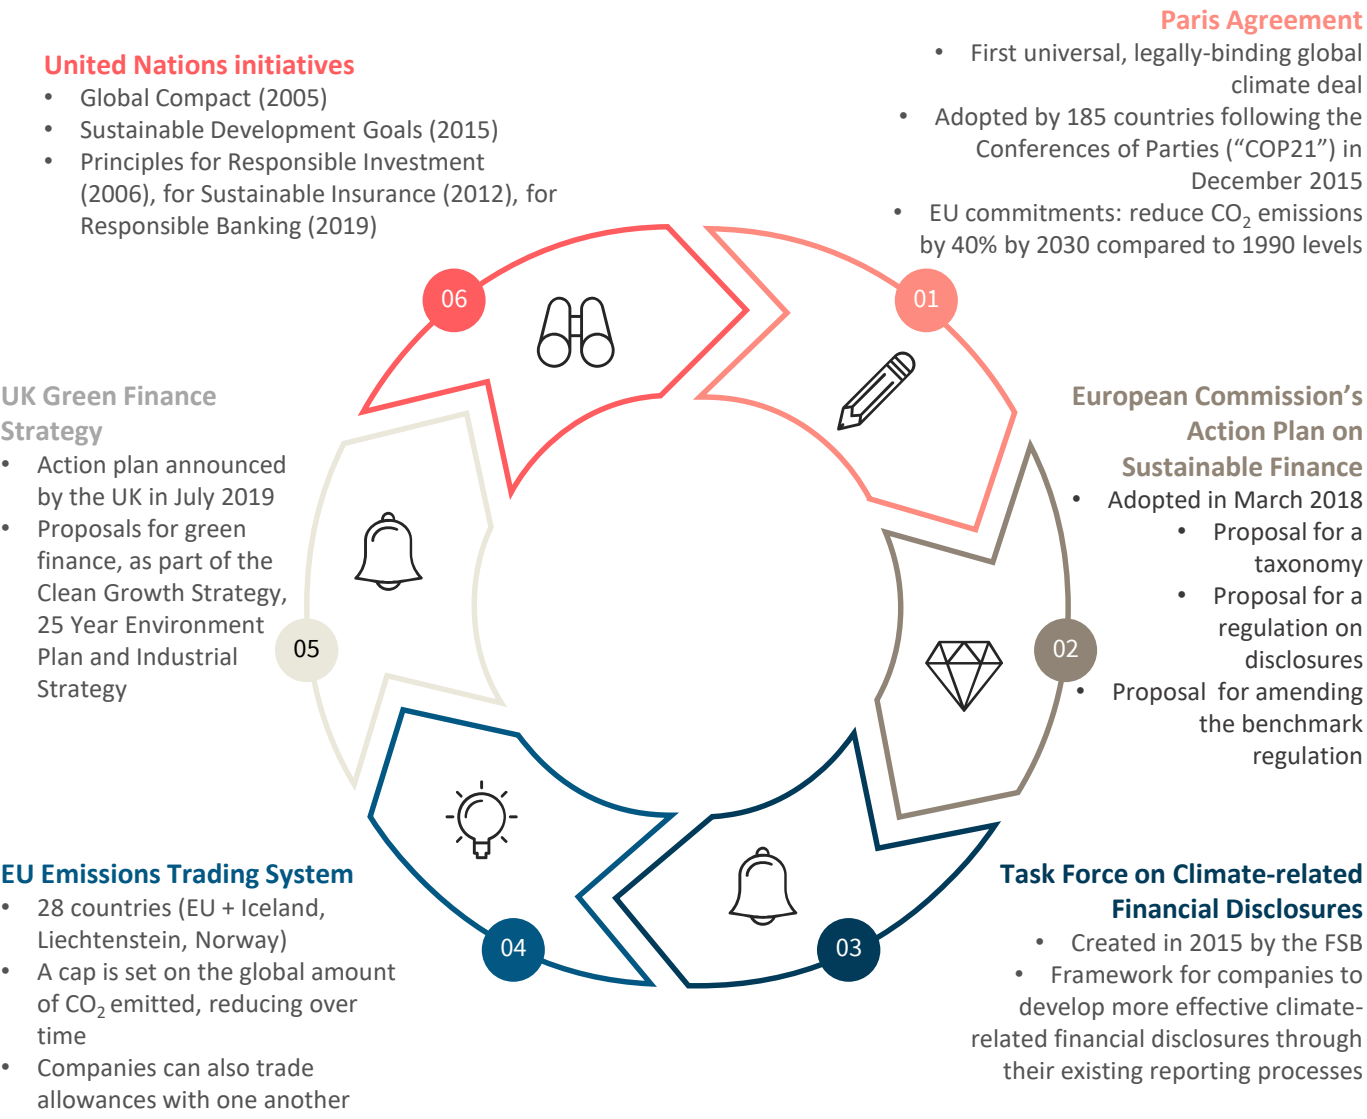 Paris Agreement
• First universal, legally-binding global
climate deal
• Adopted by 185 countries following the
Conferences of Parties (“COP21”) in
December 2015
• EU commitments: reduce CO₂ emissions
by 40% by 2030 compared to 1990 levels
01
European Commission’s
Action Plan on
Sustainable Finance
• Adopted in March 2018
• Proposal for a
taxonomy
• Proposal for a
regulation on
disclosures
• Proposal for amending
the benchmark
regulation
02
Task Force on Climate-related
Financial Disclosures
• Created in 2015 by the FSB
• Framework for companies to
develop more effective climate-
related financial disclosures through
their existing reporting processes
03
EU Emissions Trading System
• 28 countries (EU + Iceland,
Liechtenstein, Norway)
• A cap is set on the global amount
of CO₂ emitted, reducing over
time
• Companies can also trade
allowances with one another
04
UK Green Finance
Strategy
• Action plan announced
by the UK in July 2019
• Proposals for green
finance, as part of the
Clean Growth Strategy,
25 Year Environment
Plan and Industrial
Strategy
05
United Nations initiatives
• Global Compact (2005)
• Sustainable Development Goals (2015)
• Principles for Responsible Investment
(2006), for Sustainable Insurance (2012), for
Responsible Banking (2019)
06